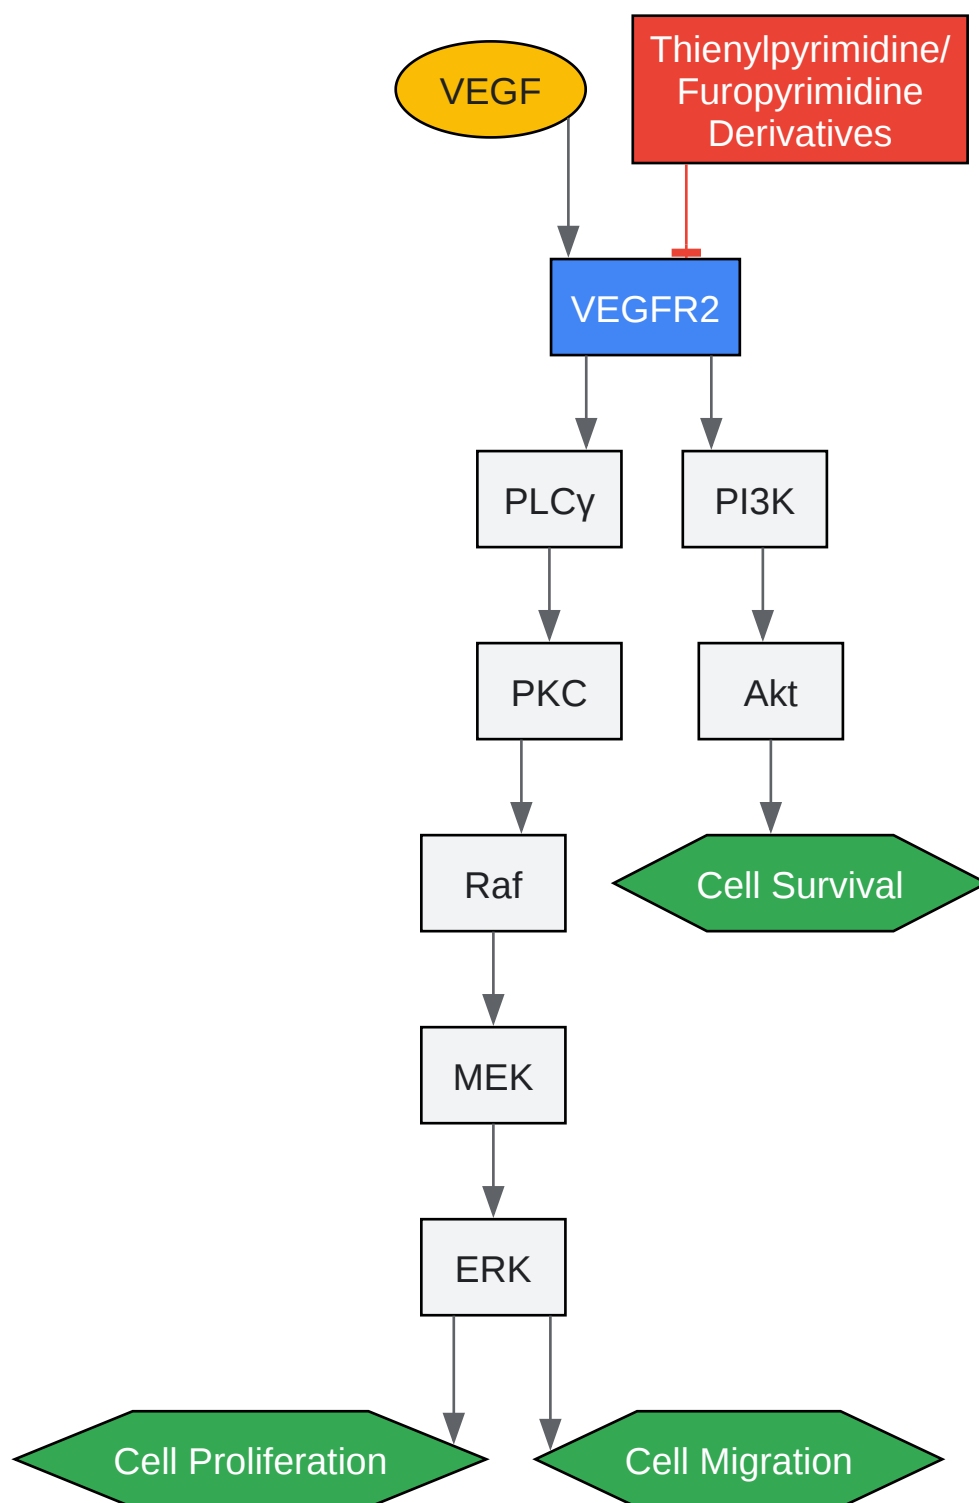 VEGF
Thienylpyrimidine/
Furopyrimidine
Derivatives
VEGFR2
PLCγ
PI3K
PKC
Akt
Raf
Cell Survival
MEK
ERK
Cell Proliferation
Cell Migration